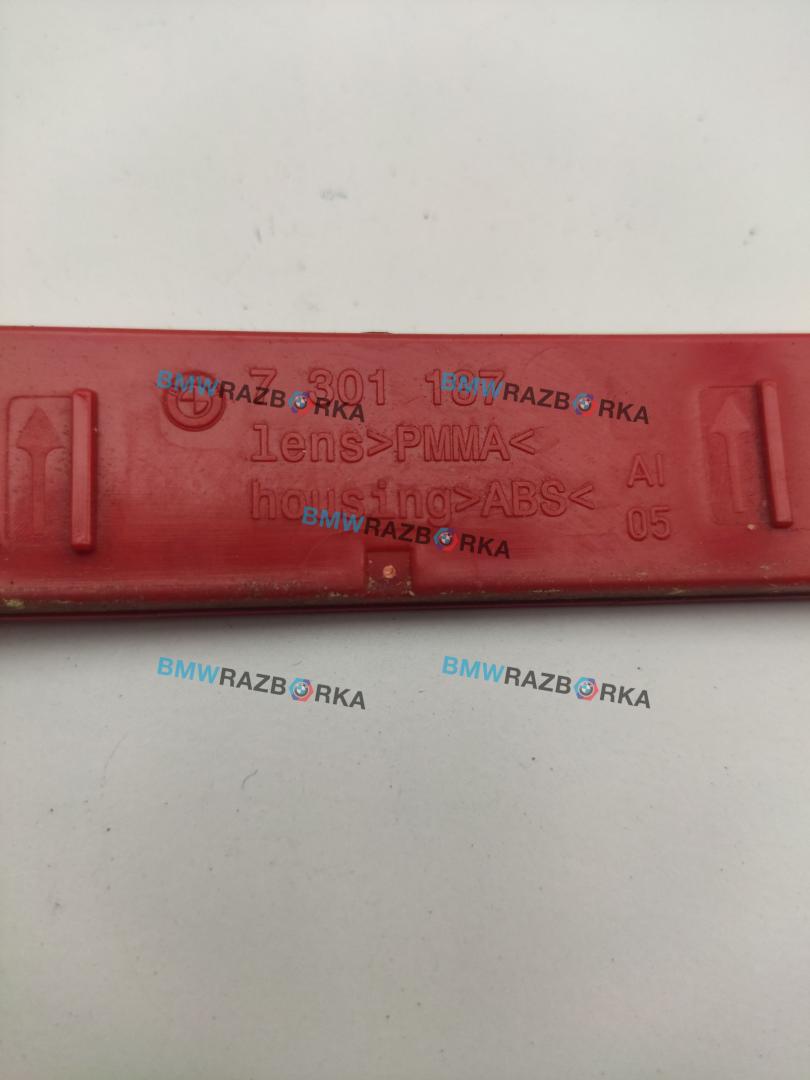 7 301 187
lens>PMMA<
housing>ABS<
AI
05
BMWRAZBORKA
BMWRAZBORKA
BMWRAZBORKA
BMWRAZBORKA
BMWRAZBORKA